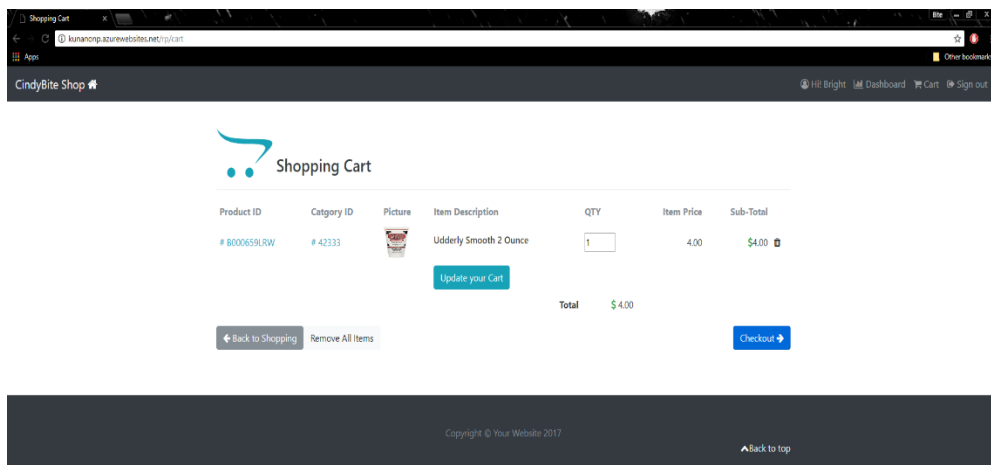 Shopping Cart
Bite
kunanonp.azurewebsites.net/rp/cart
Apps
Other bookmarks
CindyBite Shop
Hi! Bright Dashboard Cart Sign out
Shopping Cart
Product ID Catgory ID Picture Item Description QTY Item Price Sub-Total
# B000659LRW # 42333 Udderly Smooth 2 Ounce 1 4.00 $4.00
Update your Cart
Total $ 4.00
Back to Shopping Remove All Items Checkout
Copyright © Your Website 2017
Back to top